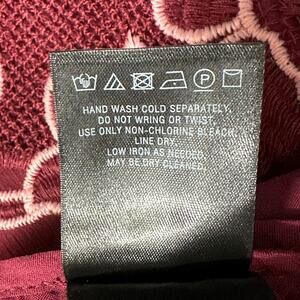 HAND WASH COLD SEPARATELY.
DO NOT WRING OR TWIST.
USE ONLY NON-CHLORINE BLEACH.
LINE DRY.
LOW IRON AS NEEDED.
MAY BE DRY CLEANED.